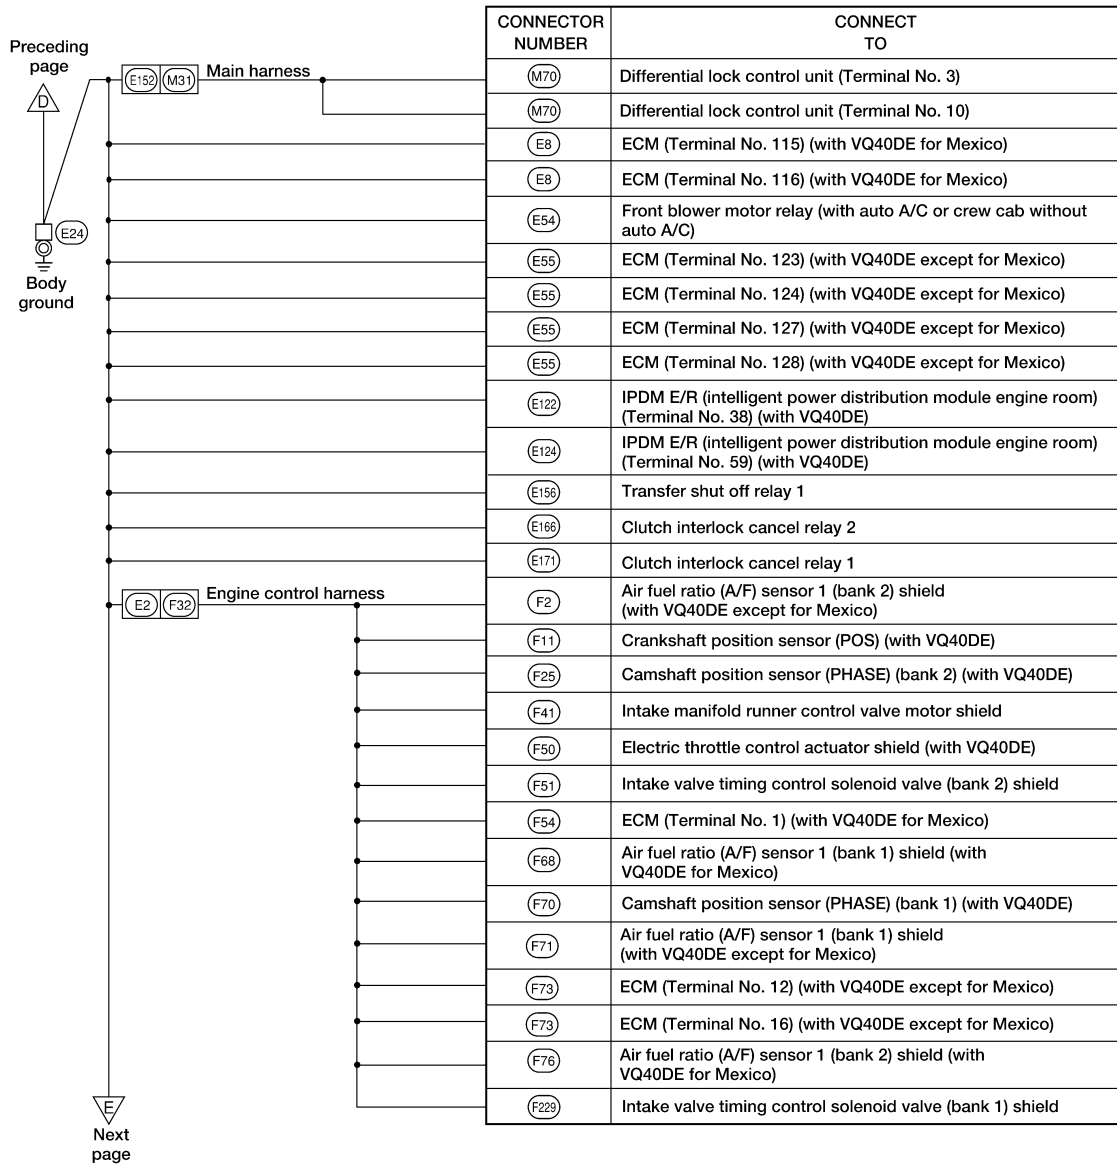 CONNECTOR NUMBER
CONNECT TO
Preceding page
D
E24
Body ground
E152 M31 Main harness
M70 Differential lock control unit (Terminal No. 3)
M70 Differential lock control unit (Terminal No. 10)
E8 ECM (Terminal No. 115) (with VQ40DE for Mexico)
E8 ECM (Terminal No. 116) (with VQ40DE for Mexico)
E54 Front blower motor relay (with auto A/C or crew cab without
auto A/C)
E55 ECM (Terminal No. 123) (with VQ40DE except for Mexico)
E55 ECM (Terminal No. 124) (with VQ40DE except for Mexico)
E55 ECM (Terminal No. 127) (with VQ40DE except for Mexico)
E55 ECM (Terminal No. 128) (with VQ40DE except for Mexico)
E122 IPDM E/R (intelligent power distribution module engine room)
(Terminal No. 38) (with VQ40DE)
E124 IPDM E/R (intelligent power distribution module engine room)
(Terminal No. 59) (with VQ40DE)
E156 Transfer shut off relay 1
E166 Clutch interlock cancel relay 2
E171 Clutch interlock cancel relay 1
E2 F32 Engine control harness
F2 Air fuel ratio (A/F) sensor 1 (bank 2) shield
(with VQ40DE except for Mexico)
F11 Crankshaft position sensor (POS) (with VQ40DE)
F25 Camshaft position sensor (PHASE) (bank 2) (with VQ40DE)
F41 Intake manifold runner control valve motor shield
F50 Electric throttle control actuator shield (with VQ40DE)
F51 Intake valve timing control solenoid valve (bank 2) shield
F54 ECM (Terminal No. 1) (with VQ40DE for Mexico)
F68 Air fuel ratio (A/F) sensor 1 (bank 1) shield (with
VQ40DE for Mexico)
F70 Camshaft position sensor (PHASE) (bank 1) (with VQ40DE)
F71 Air fuel ratio (A/F) sensor 1 (bank 1) shield
(with VQ40DE except for Mexico)
F73 ECM (Terminal No. 12) (with VQ40DE except for Mexico)
F73 ECM (Terminal No. 16) (with VQ40DE except for Mexico)
F76 Air fuel ratio (A/F) sensor 1 (bank 2) shield (with
VQ40DE for Mexico)
F229 Intake valve timing control solenoid valve (bank 1) shield
E
Next
page